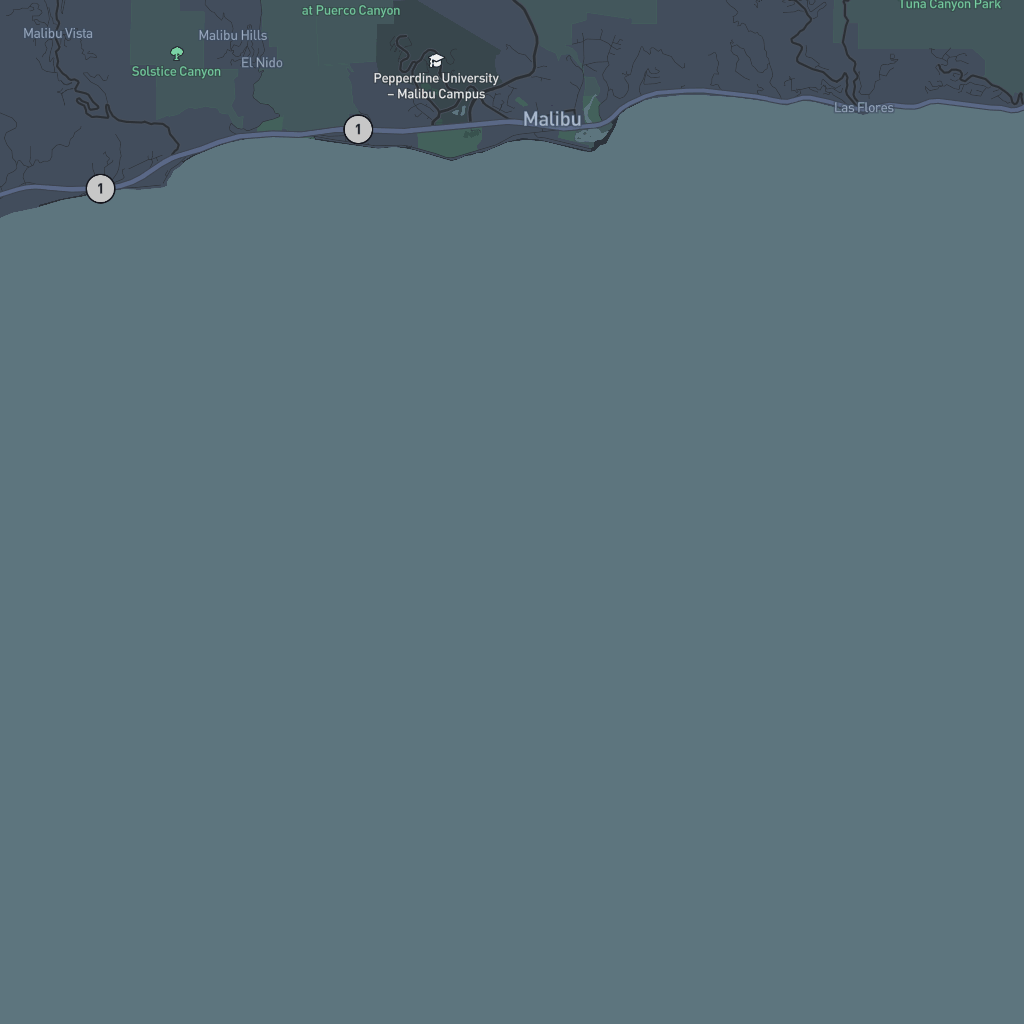 Tuna Canyon Park
at Puerco Canyon
Malibu Vista
Malibu Hills
El Nido
Solstice Canyon
Pepperdine University
– Malibu Campus
Las Flores
Malibu
1
1